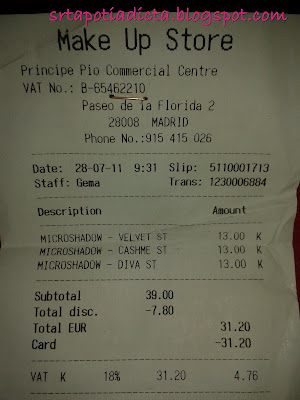 srtapotiadicta.blogspot.com
Make Up Store
Principe Pio Commercial Centre
VAT No.: B-65462210
Paseo de la Florida 2
28008 MADRID
Phone No.:915 415 026
Date: 28-07-11 9:31 Slip: 5110001713
Staff: Gema Trans: 1230006884
Description Amount
MICROSHADOW - VELVET ST 13.00 K
MICROSHADOW - CASHME ST 13.00 K
MICROSHADOW - DIVA ST 13.00 K
Subtotal 39.00
Total disc. -7.80
Total EUR 31.20
Card -31.20
VAT K 18% 31.20 4.76